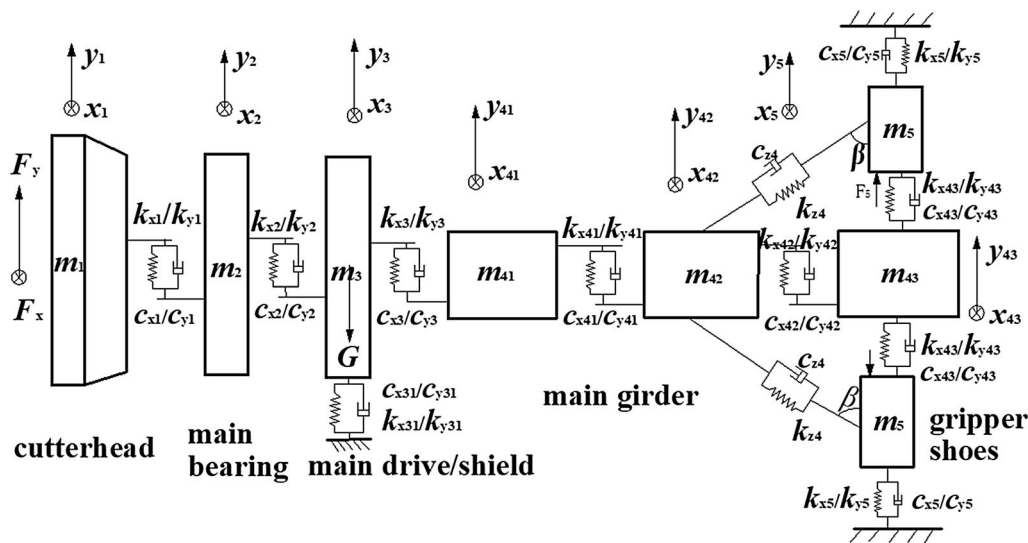 y1
y2
y3
y5
x1
x2
x3
x5
cx5/cy5
kx5/ky5
y41
y42
x41
x42
m5
β
Fy
cz4
kz4
F5
kx43/ky43
cx43/cy43
kx1/ky1
kx2/ky2
kx3/ky3
kx41/ky41
kx42/ky42
y43
m1
m2
m3
m41
m42
m43
Fx
cx1/cy1
cx2/cy2
cx3/cy3
cx41/cy41
cx42/cy42
x43
G
kx43/ky43
cx43/cy43
cz4
kz4
β
m5
cx31/cy31
kx31/ky31
main girder
gripper
shoes
cutterhead
main
bearing
main drive/shield
kx5/ky5
cx5/cy5